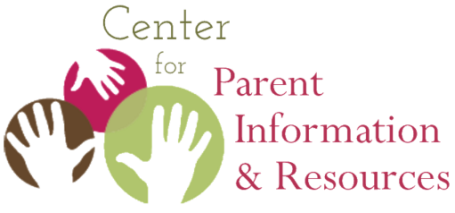 Center
for
Parent
Information
& Resources